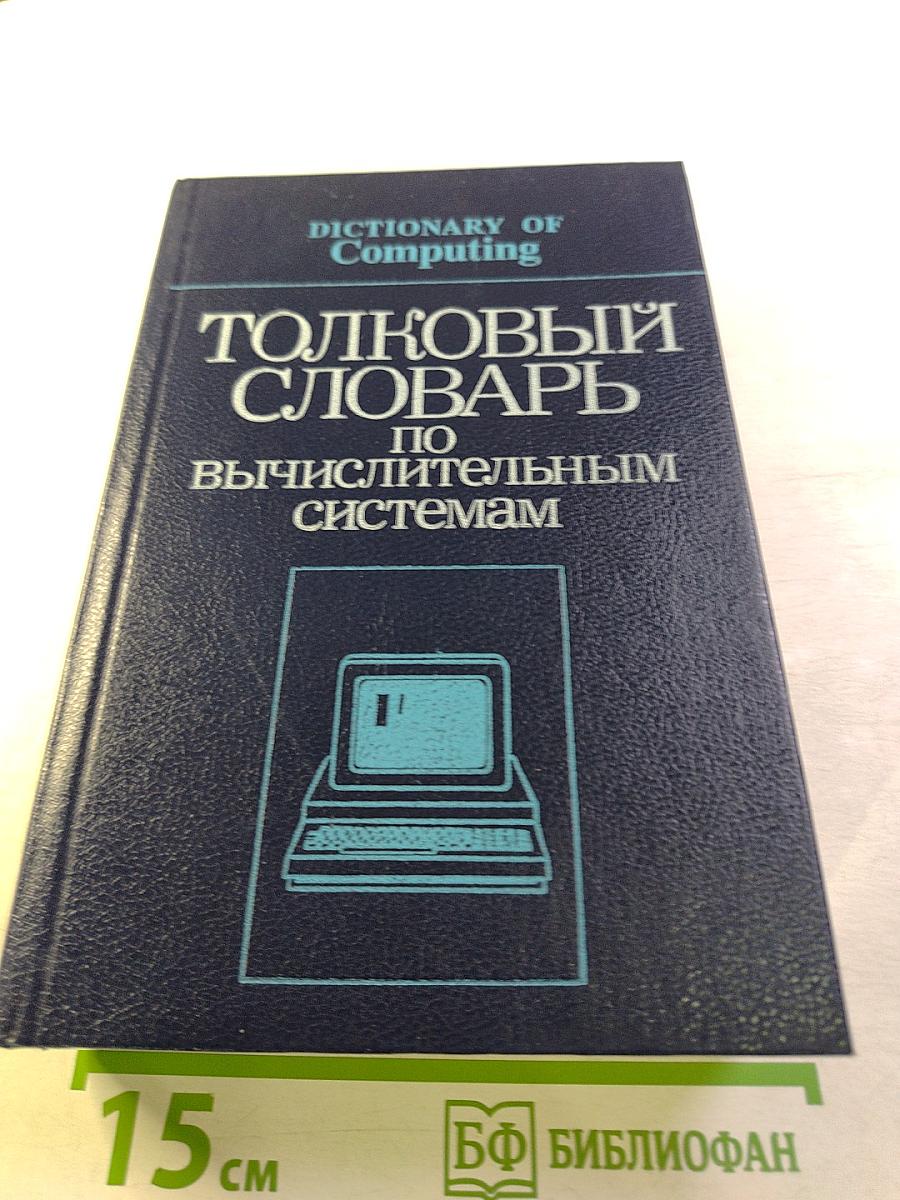 DICTIONARY OF
Computing
ТОЛКОВЫЙ
СЛОВАРЬ
ПО
ВЫЧИСЛИТЕЛЬНЫМ
СИСТЕМАМ
15 см
БФ БИБЛИОФАН